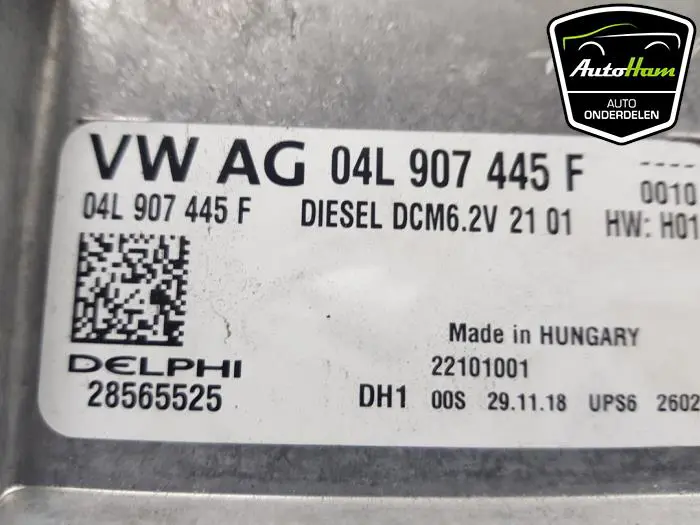 AutoHam
AUTO
ONDERDELEN
VW AG 04L 907 445 F
----
0010
04L 907 445 F DIESEL DCM6.2V 21 01 HW: H01
Made in HUNGARY
DELPHI
22101001
28565525
DH1 00S 29.11.18 UPS6 2602